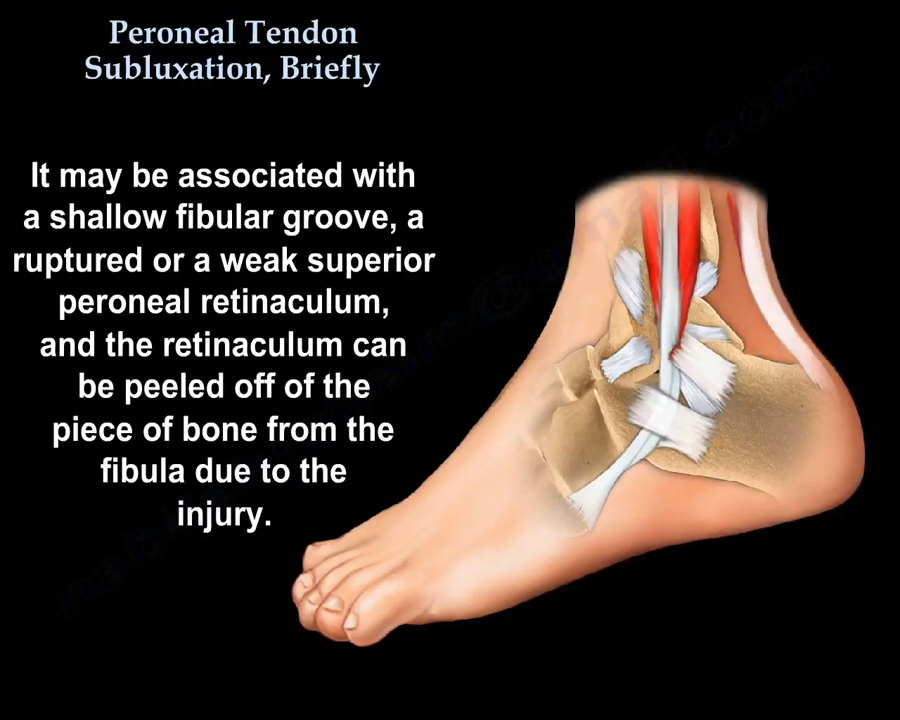 Peroneal Tendon
Subluxation, Briefly
It may be associated with
a shallow fibular groove, a
ruptured or a weak superior
peroneal retinaculum,
and the retinaculum can
be peeled off of the
piece of bone from the
fibula due to the
injury.